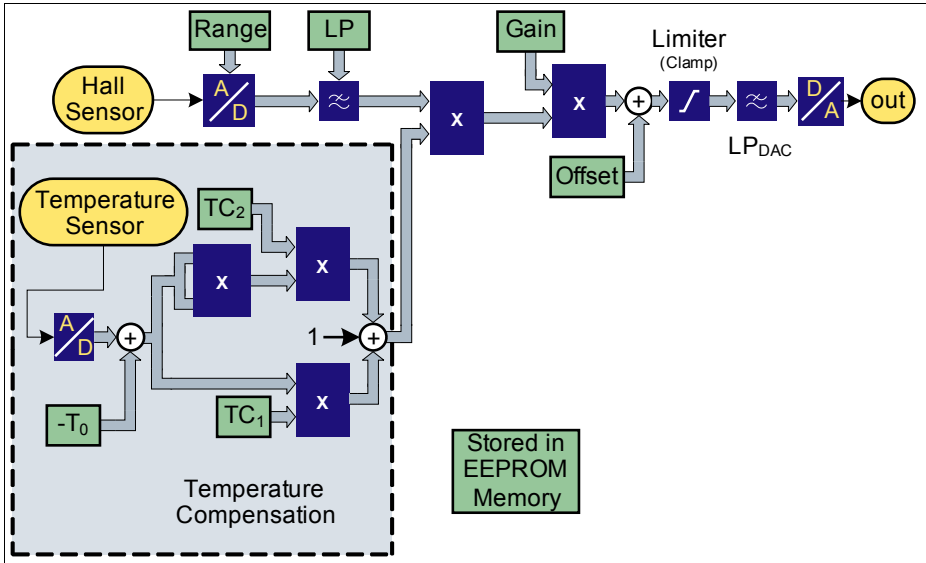 Range
LP
Gain
Limiter
(Clamp)
Hall
Sensor
A
D
x
x
+
D
A
out
LP_DAC
Offset
Temperature
Sensor
TC₂
x
x
A
D
+
1
+
-T₀
TC₁
x
Temperature
Compensation
Stored in
EEPROM
Memory